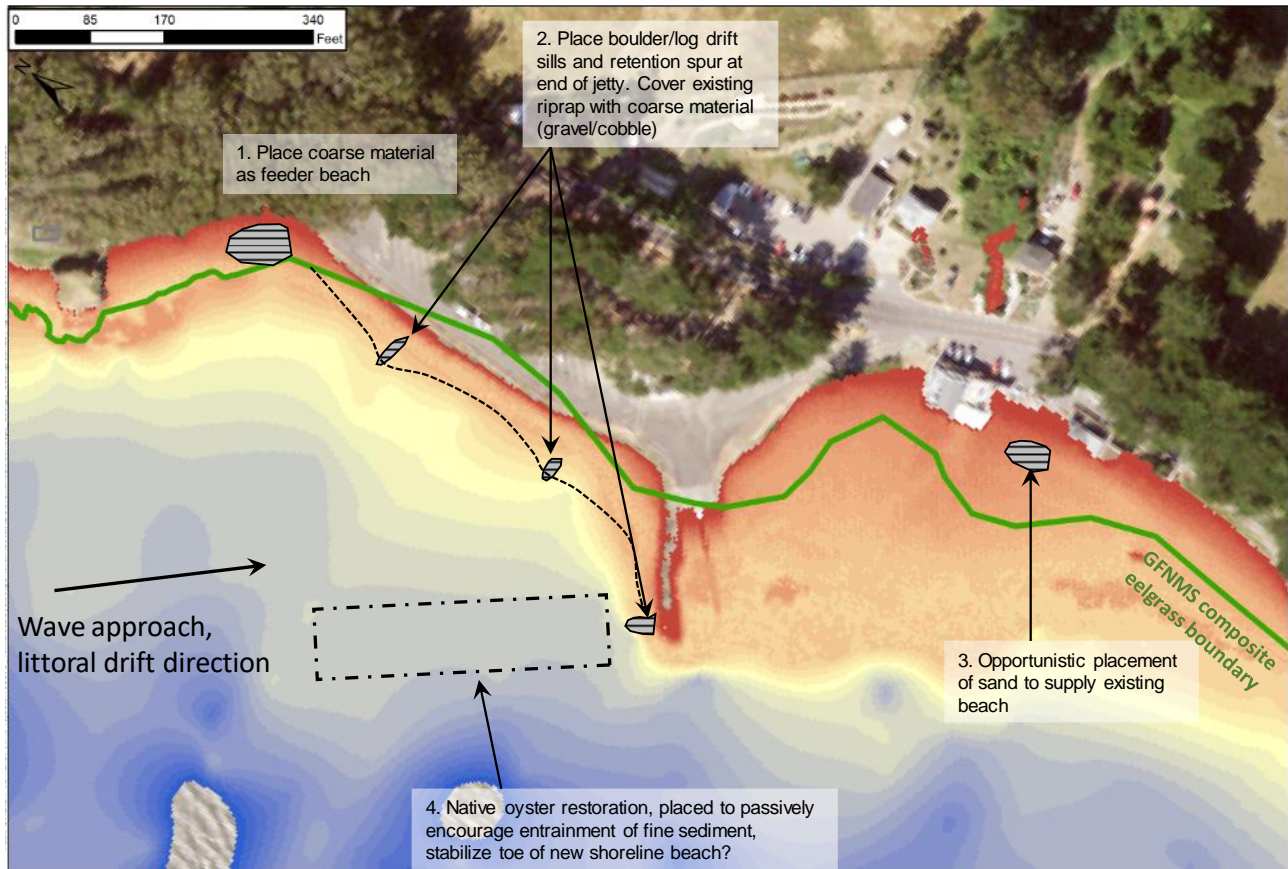 0 85 170 340
Feet
N
2. Place boulder/log drift
sills and retention spur at
end of jetty. Cover existing
riprap with coarse material
(gravel/cobble)
1. Place coarse material
as feeder beach
Wave approach,
littoral drift direction
GFNMS composite
eelgrass boundary
3. Opportunistic placement
of sand to supply existing
beach
4. Native oyster restoration, placed to passively
encourage entrainment of fine sediment,
stabilize toe of new shoreline beach?